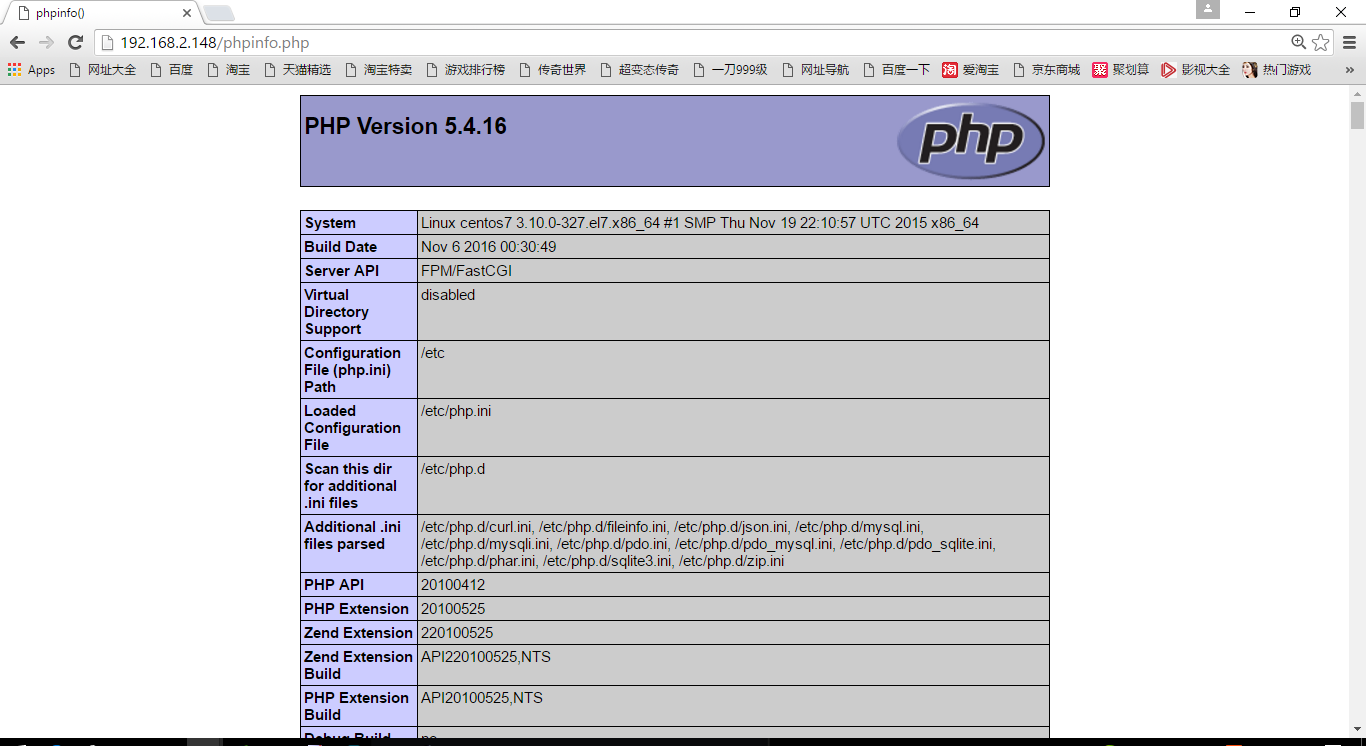 phpinfo()
192.168.2.148/phpinfo.php
Apps 网址大全 百度 淘宝 天猫精选 淘宝特卖 游戏排行榜 传奇世界 超变态传奇 一刀999级 网址导航 百度一下 淘 爱淘宝 京东商城 聚 聚划算 影视大全 热门游戏 »
PHP Version 5.4.16
php
System Linux centos7 3.10.0-327.el7.x86_64 #1 SMP Thu Nov 19 22:10:57 UTC 2015 x86_64
Build Date Nov 6 2016 00:30:49
Server API FPM/FastCGI
Virtual disabled
Directory
Support
Configuration /etc
File (php.ini)
Path
Loaded /etc/php.ini
Configuration
File
Scan this dir /etc/php.d
for additional
.ini files
Additional .ini /etc/php.d/curl.ini, /etc/php.d/fileinfo.ini, /etc/php.d/json.ini, /etc/php.d/mysql.ini,
files parsed /etc/php.d/mysqli.ini, /etc/php.d/pdo.ini, /etc/php.d/pdo_mysql.ini, /etc/php.d/pdo_sqlite.ini,
/etc/php.d/phar.ini, /etc/php.d/sqlite3.ini, /etc/php.d/zip.ini
PHP API 20100412
PHP Extension 20100525
Zend Extension 220100525
Zend Extension API220100525,NTS
Build
PHP Extension API20100525,NTS
Build
Debug Build no